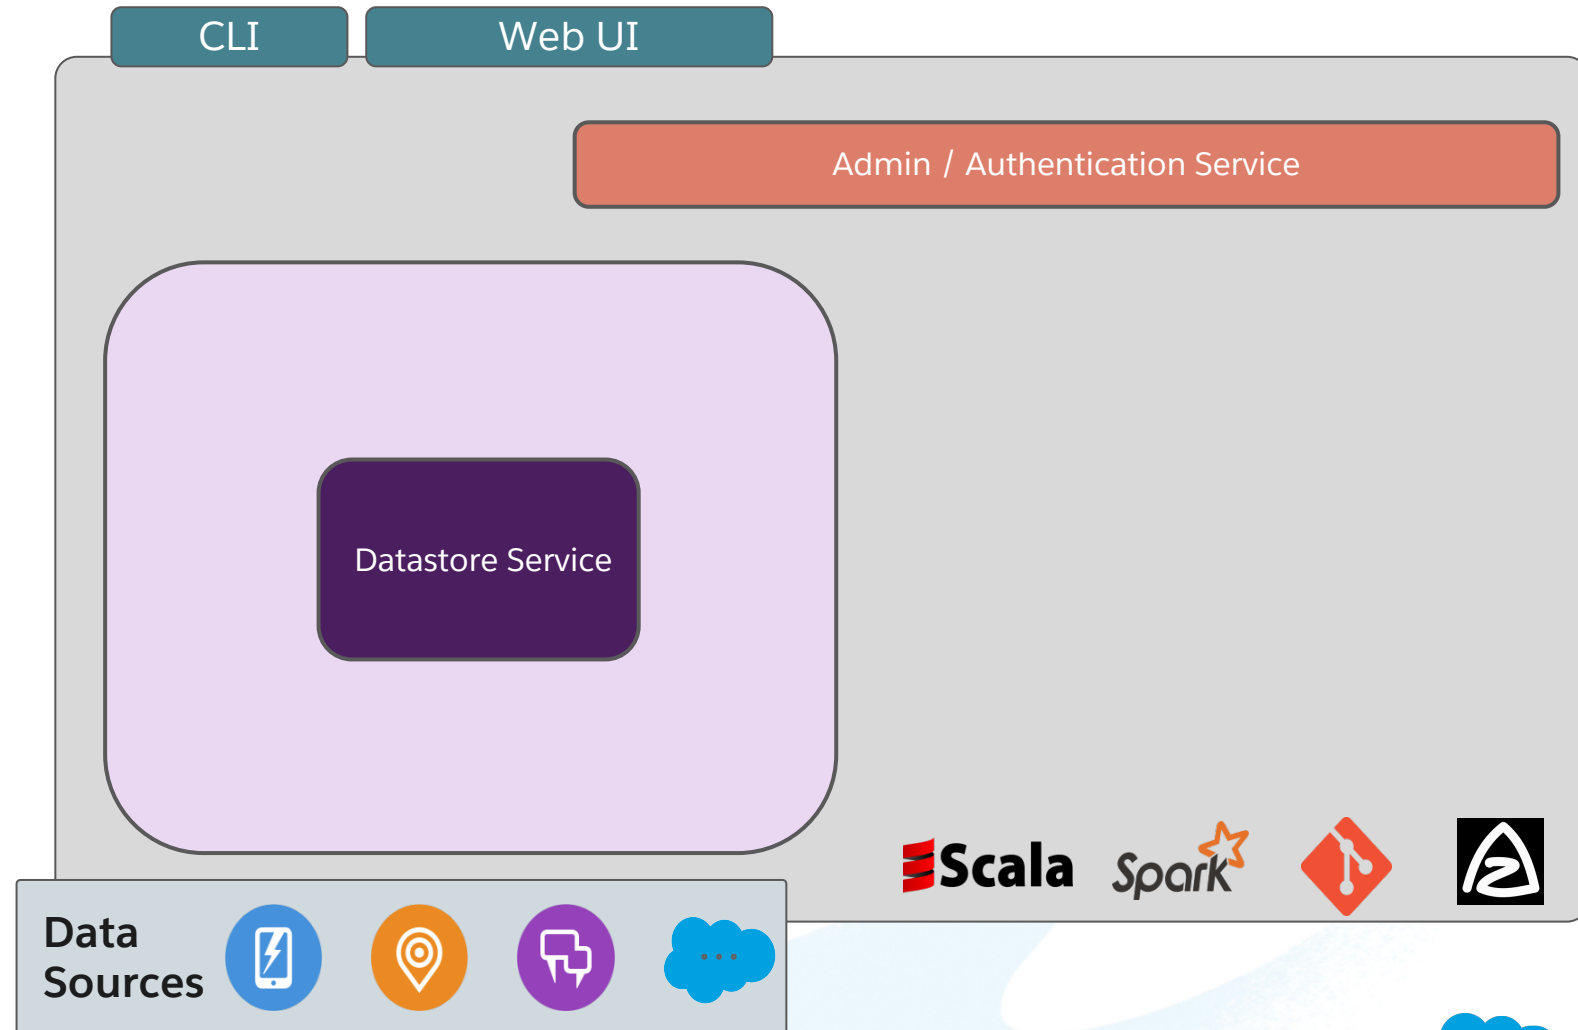 CLI
Web UI
Admin / Authentication Service
Datastore Service
Scala
Spark
Data
Sources
...